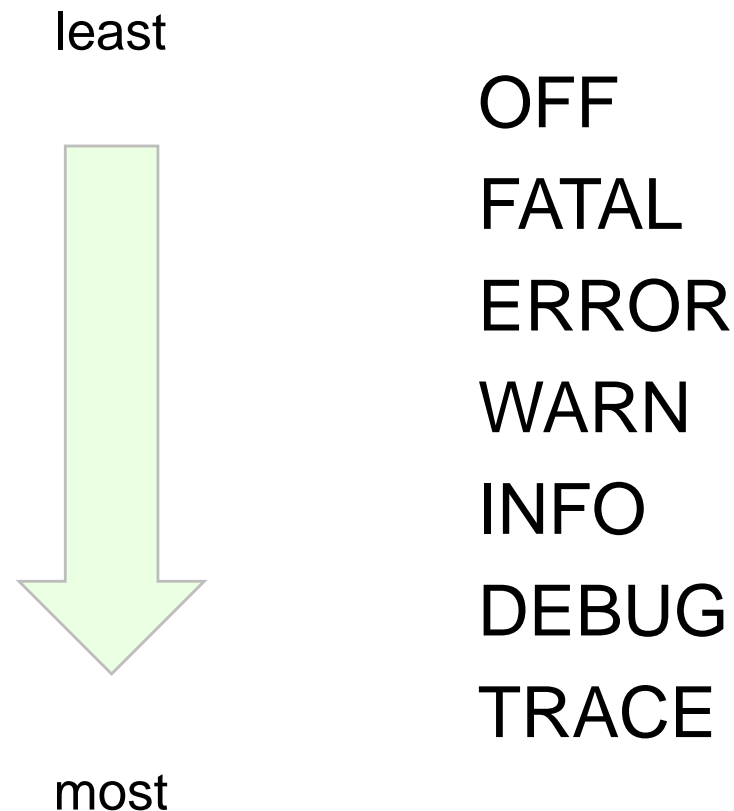 least
OFF
FATAL
ERROR
WARN
INFO
DEBUG
TRACE
most